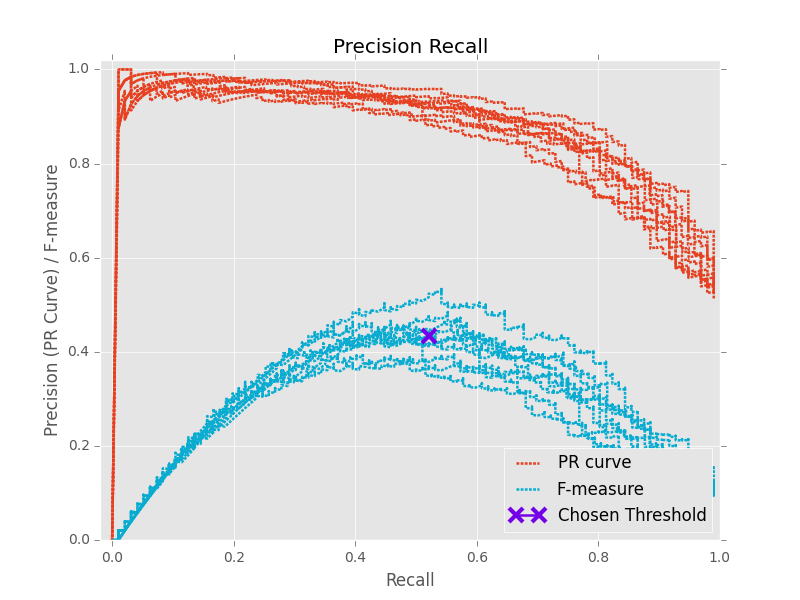 Precision Recall
1.0
0.8
0.6
0.4
0.2
0.0
Precision (PR Curve) / F-measure
PR curve
F-measure
Chosen Threshold
0.0 0.2 0.4 0.6 0.8 1.0
Recall